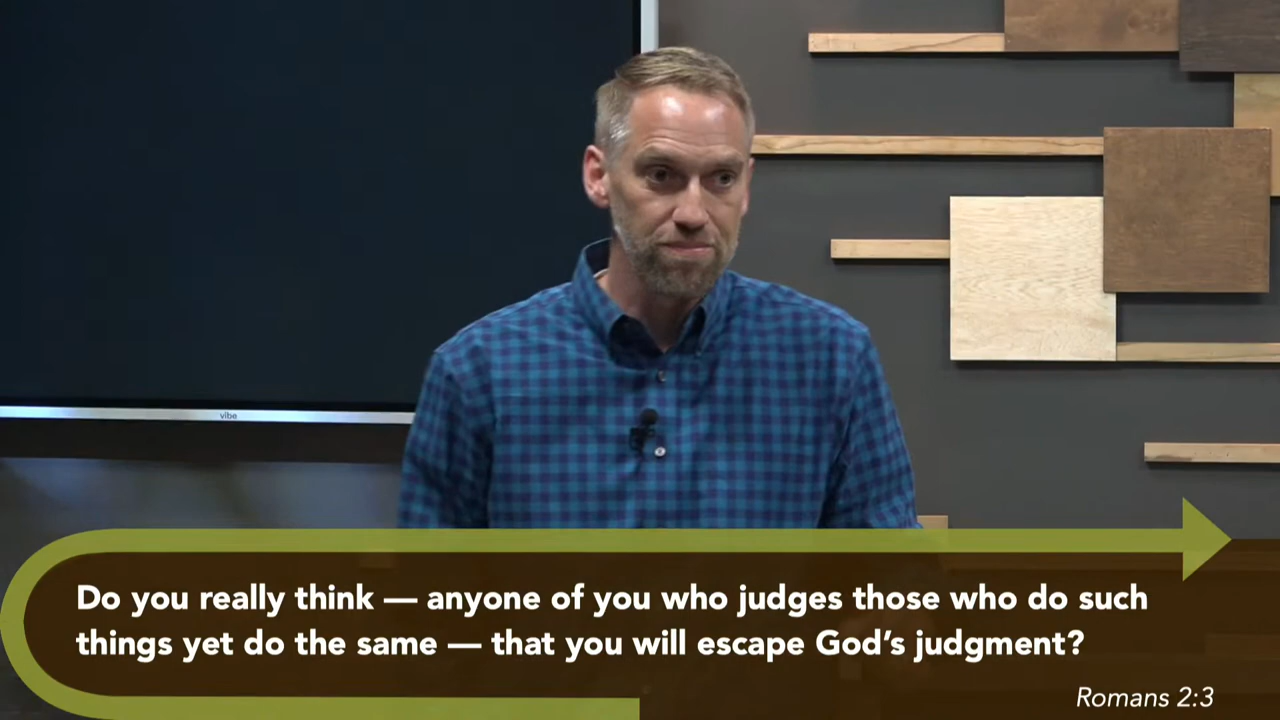 vibe
Do you really think — anyone of you who judges those who do such
things yet do the same — that you will escape God’s judgment?
Romans 2:3